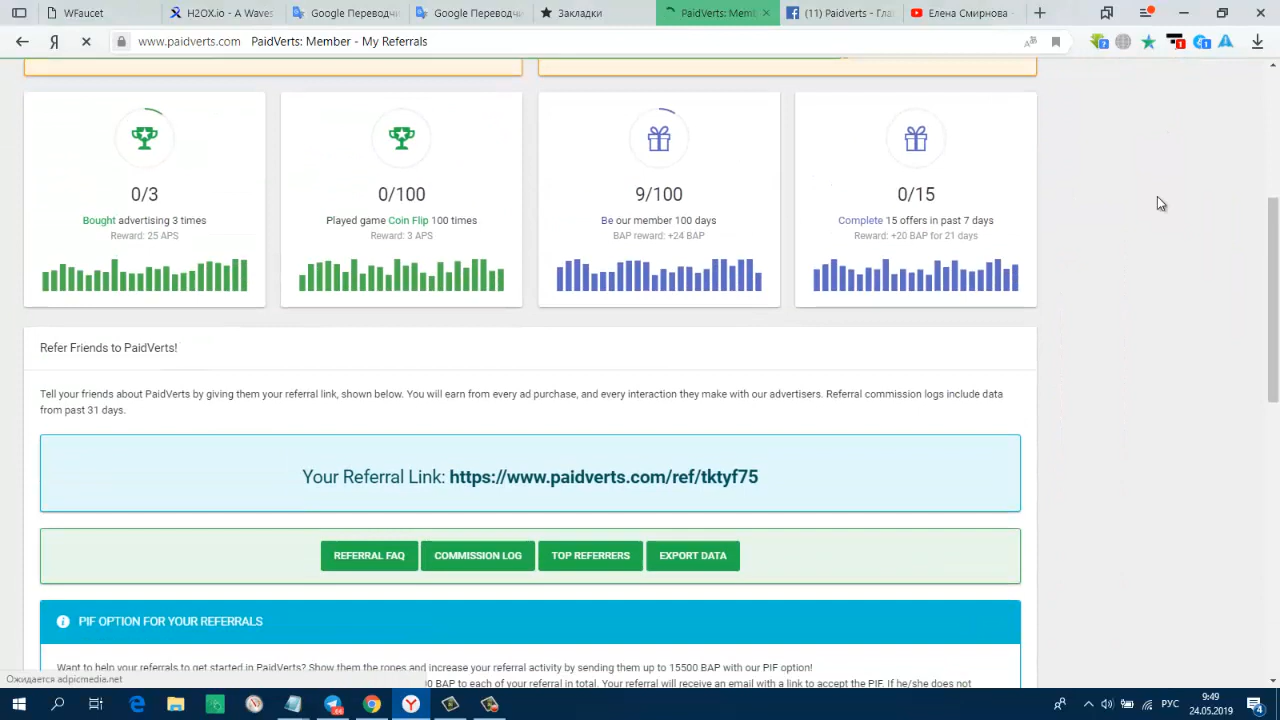 WFaucet
H2OX.io - A Waves
Google Переводч
Google Переводч
Закладки
PaidVerts: Mem
(11) Paidverts - Гла
Елена Смирнова -
www.paidverts.com PaidVerts: Member - My Referrals
0/3
Bought advertising 3 times
Reward: 25 APS
0/100
Played game Coin Flip 100 times
Reward: 3 APS
9/100
Be our member 100 days
BAP reward: +24 BAP
0/15
Complete 15 offers in past 7 days
Reward: +20 BAP for 21 days
Refer Friends to PaidVerts!
Tell your friends about PaidVerts by giving them your referral link, shown below. You will earn from every ad purchase, and every interaction they make with our advertisers. Referral commission logs include data
from past 31 days.
Your Referral Link: https://www.paidverts.com/ref/tktyf75
REFERRAL FAQ
COMMISSION LOG
TOP REFERRERS
EXPORT DATA
PIF OPTION FOR YOUR REFERRALS
Want to help your referrals to get started in PaidVerts? Show them the ropes and increase your referral activity by sending them up to 15500 BAP with our PIF option!
00 BAP to each of your referral in total. Your referral will receive an email with a link to accept the PIF. If he/she does not
Ожидается adpicmedia.net
РУС
9:49
24.05.2019